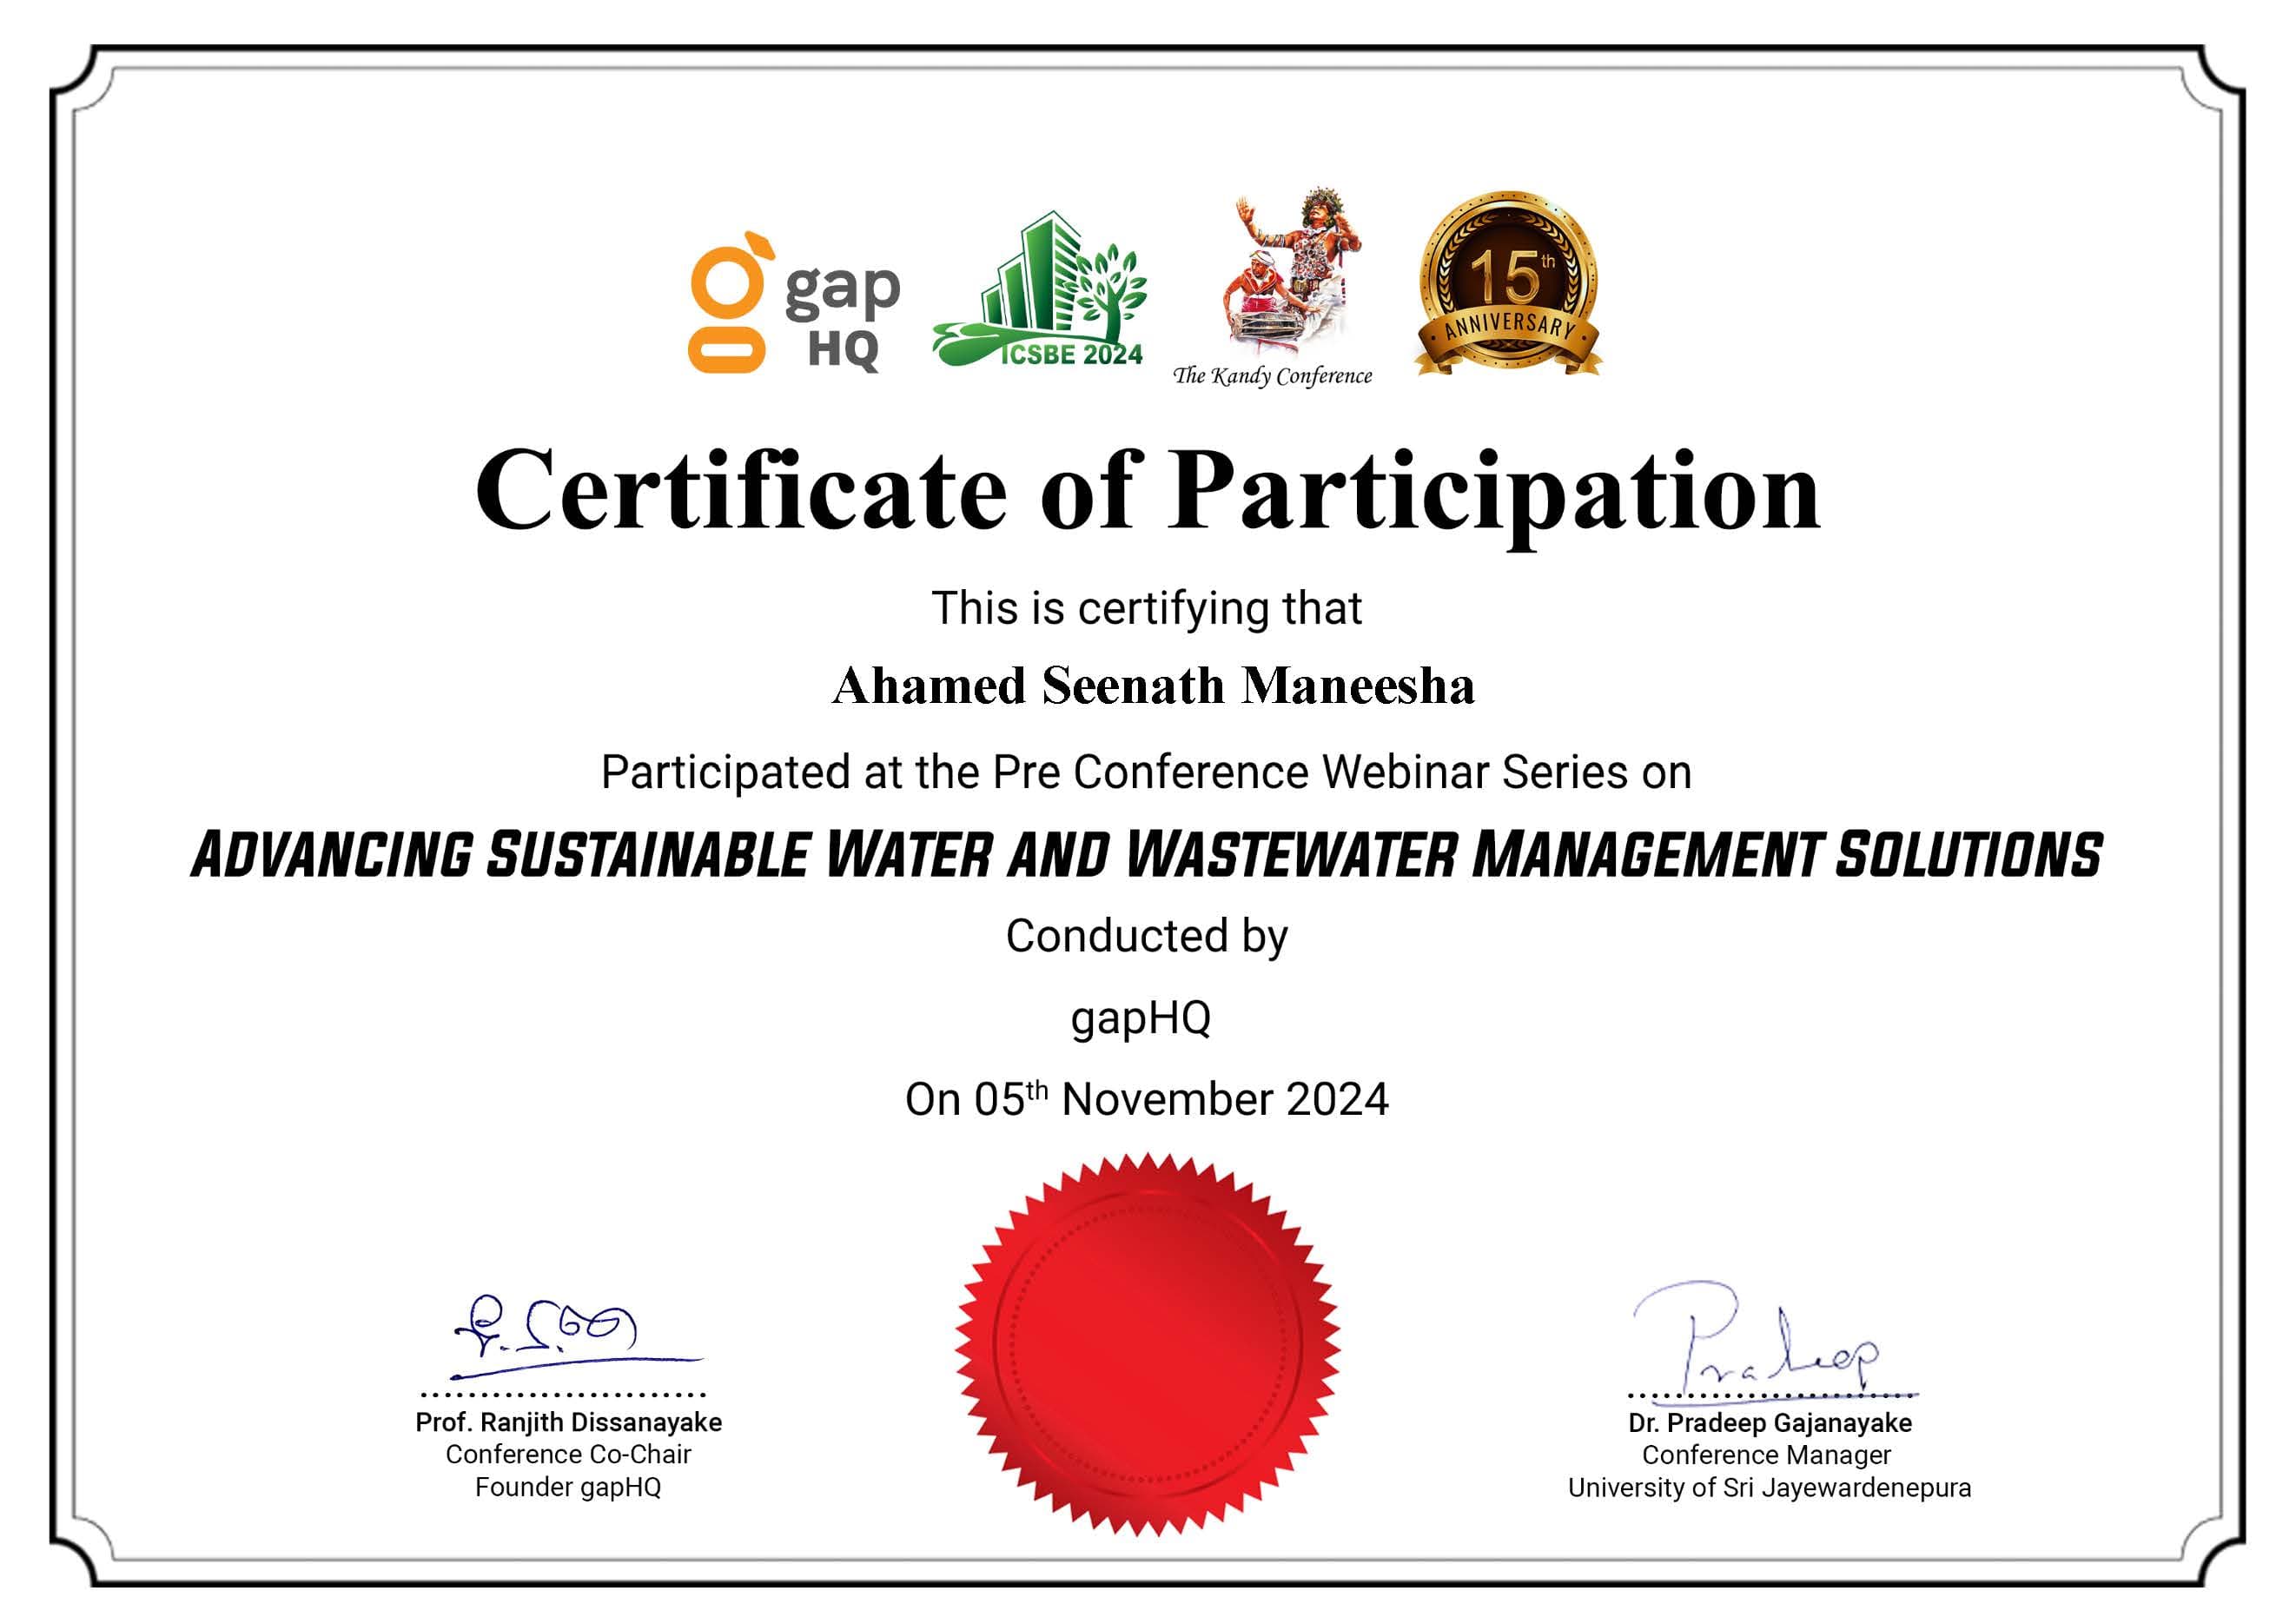 gap
HQ
ICSBE 2024
The Kandy Conference
15th
ANNIVERSARY
Certificate of Participation
This is certifying that
Ahamed Seenath Maneesha
Participated at the Pre Conference Webinar Series on
ADVANCING SUSTAINABLE WATER AND WASTEWATER MANAGEMENT SOLUTIONS
Conducted by
gapHQ
On 05th November 2024
Pradeep
Prof. Ranjith Dissanayake
Conference Co-Chair
Founder gapHQ
Dr. Pradeep Gajanayake
Conference Manager
University of Sri Jayewardenepura